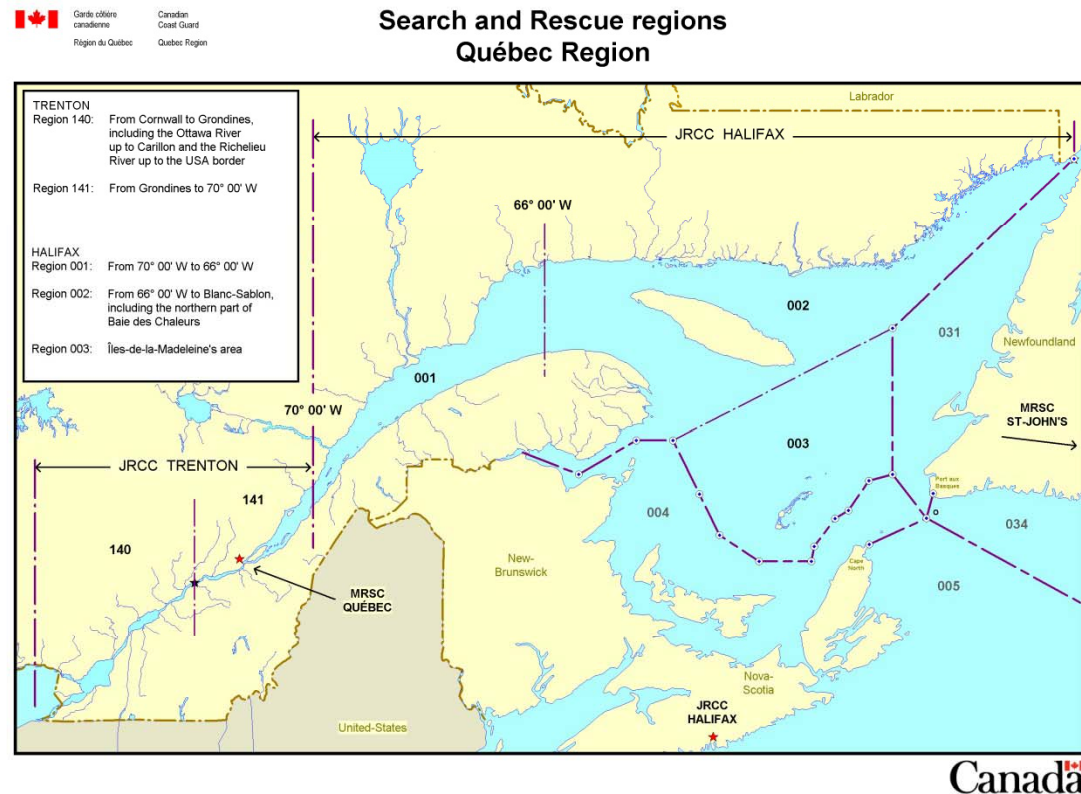 Garde côtière
canadienne
Région du Québec
Canadian
Coast Guard
Quebec Region
Search and Rescue regions
Québec Region
TRENTON
Region 140: From Cornwall to Grondines,
including the Ottawa River
up to Carillon and the Richelieu
River up to the USA border
Region 141: From Grondines to 70° 00' W
HALIFAX
Region 001: From 70° 00' W to 66° 00' W
Region 002: From 66° 00' W to Blanc-Sablon,
including the northern part of
Baie des Chaleurs
Region 003: Îles-de-la-Madeleine's area
Labrador
JRCC HALIFAX
66° 00' W
002
031
Newfoundland
001
70° 00' W
MRSC
ST-JOHN'S
003
JRCC TRENTON
141
Port aux
Basques
004
034
140
New-
Brunswick
Cape
North
005
MRSC
QUÉBEC
Nova-
Scotia
JRCC
HALIFAX
United-States
Canada